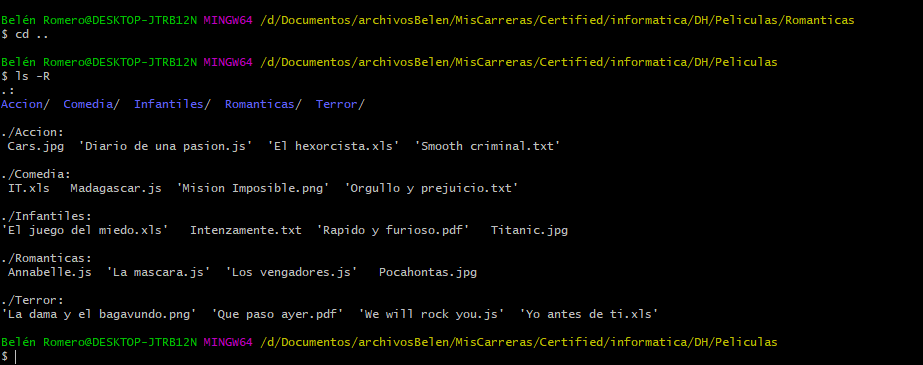 Belén Romero@DESKTOP-JTRB12N MINGW64 /d/Documentos/archivosBelen/MisCarreras/Certified/informatica/DH/Peliculas/Romanticas
$ cd ..
Belén Romero@DESKTOP-JTRB12N MINGW64 /d/Documentos/archivosBelen/MisCarreras/Certified/informatica/DH/Peliculas
$ ls -R
.:
Accion/  Comedia/  Infantiles/  Romanticas/  Terror/
./Accion:
 Cars.jpg  'Diario de una pasion.js'  'El hexorcista.xls'  'Smooth criminal.txt'
./Comedia:
 IT.xls   Madagascar.js  'Mision Imposible.png'  'Orgullo y prejuicio.txt'
./Infantiles:
'El juego del miedo.xls'   Intenzamente.txt  'Rapido y furioso.pdf'   Titanic.jpg
./Romanticas:
 Annabelle.js  'La mascara.js'  'Los vengadores.js'   Pocahontas.jpg
./Terror:
'La dama y el bagavundo.png'  'Que paso ayer.pdf'  'We will rock you.js'  'Yo antes de ti.xls'
Belén Romero@DESKTOP-JTRB12N MINGW64 /d/Documentos/archivosBelen/MisCarreras/Certified/informatica/DH/Peliculas
$